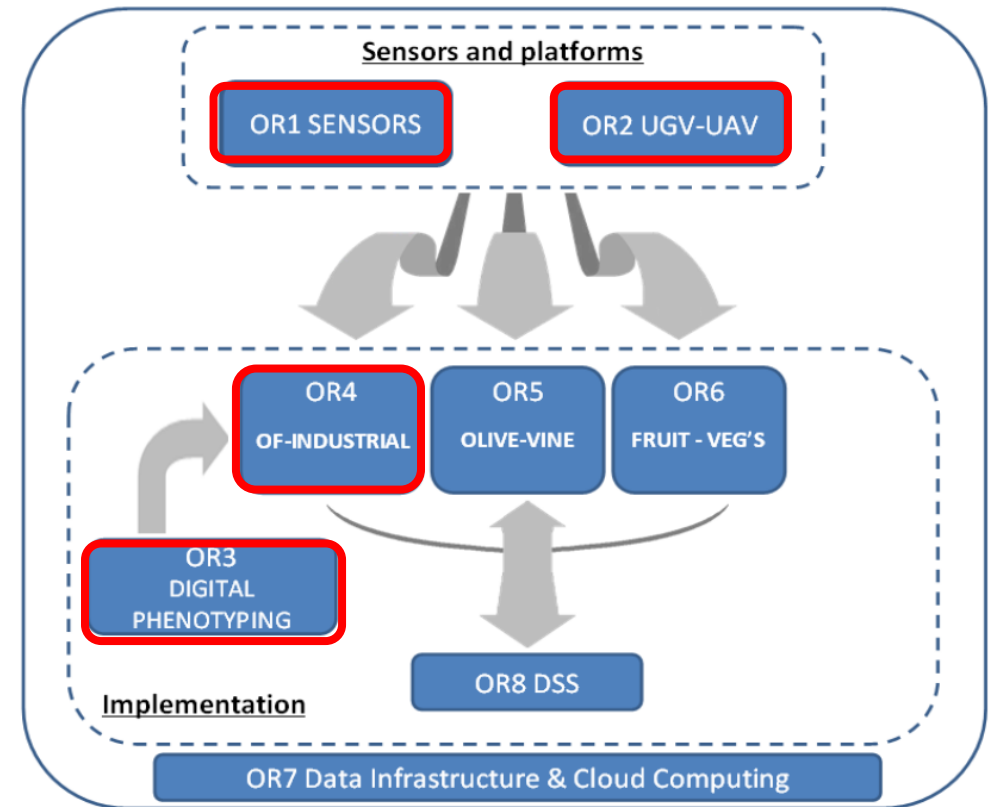 Sensors and platforms
OR1 SENSORS
OR2 UGV-UAV
OR4
OF-INDUSTRIAL
OR5
OLIVE-VINE
OR6
FRUIT - VEG'S
OR3
DIGITAL
PHENOTYPING
OR8 DSS
Implementation
OR7 Data Infrastructure & Cloud Computing